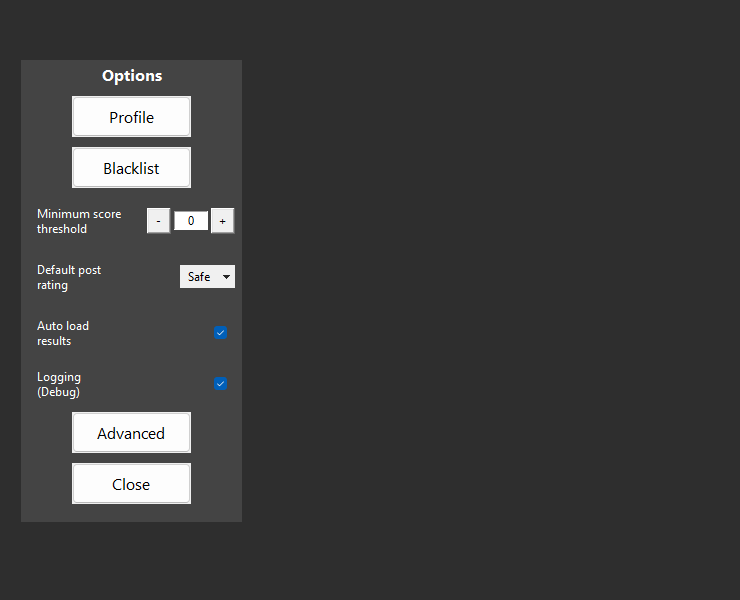 Options
Profile
Blacklist
Minimum score
threshold
- 0 +
Default post
rating
Safe
Auto load
results
Logging
(Debug)
Advanced
Close